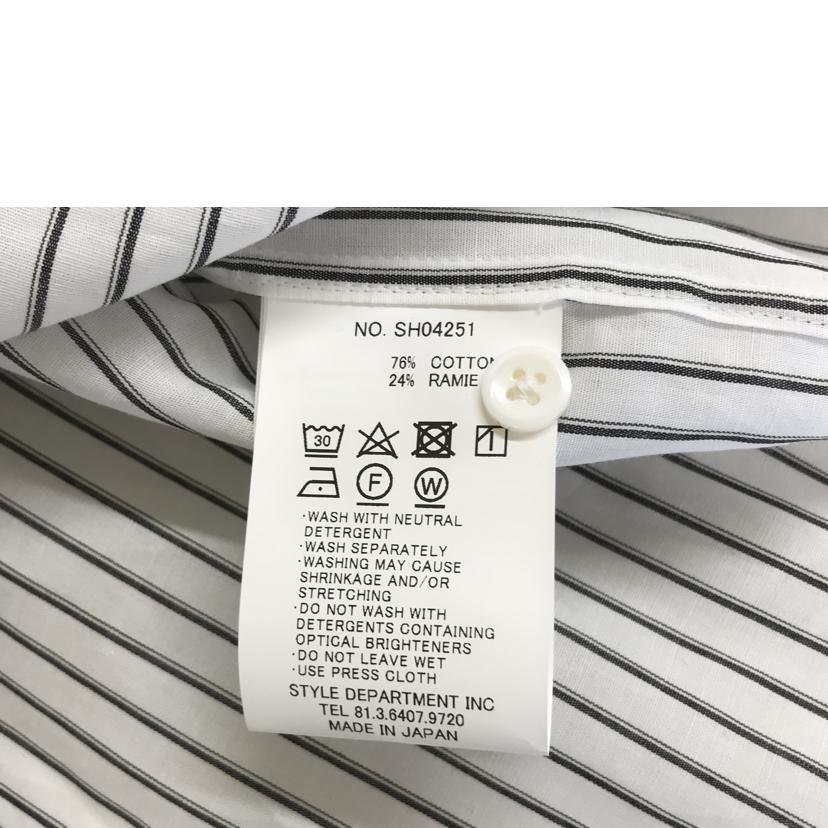 NO. SH04251
76% COTTON
24% RAMIE
30
F W
·WASH WITH NEUTRAL
DETERGENT
·WASH SEPARATELY
·WASHING MAY CAUSE
SHRINKAGE AND/OR
STRETCHING
·DO NOT WASH WITH
DETERGENTS CONTAINING
OPTICAL BRIGHTENERS
·DO NOT LEAVE WET
·USE PRESS CLOTH
STYLE DEPARTMENT INC
TEL 81.3.6407.9720
MADE IN JAPAN